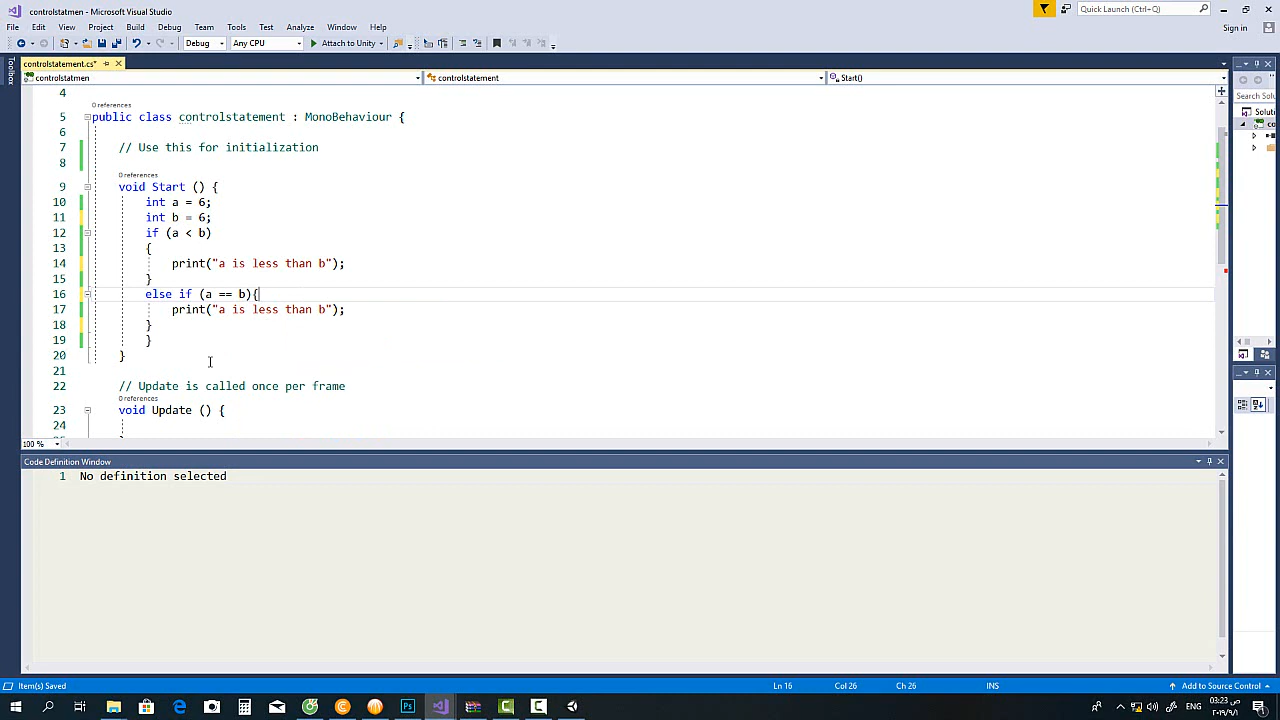 controlstatmen - Microsoft Visual Studio
Quick Launch (Ctrl+Q)
File Edit View Project Build Debug Team Tools Test Analyze Window Help
Sign in
Debug Any CPU Attach to Unity
Toolbox
controlstatement.cs*
controlstatmen controlstatement Start()
Search Solu
4
Soluti
0 references
5 public class controlstatement : MonoBehaviour {
6
7 // Use this for initialization
8
0 references
9 void Start () {
10 int a = 6;
11 int b = 6;
12 if (a < b)
13 {
14 print("a is less than b");
15 }
16 else if (a == b){
17 print("a is less than b");
18 }
19 }
20 }
21
22 // Update is called once per frame
0 references
23 void Update () {
24
100 %
Code Definition Window
1 No definition selected
Item(s) Saved Ln 16 Col 26 Ch 26 INS Add to Source Control
ENG 03:23 ص